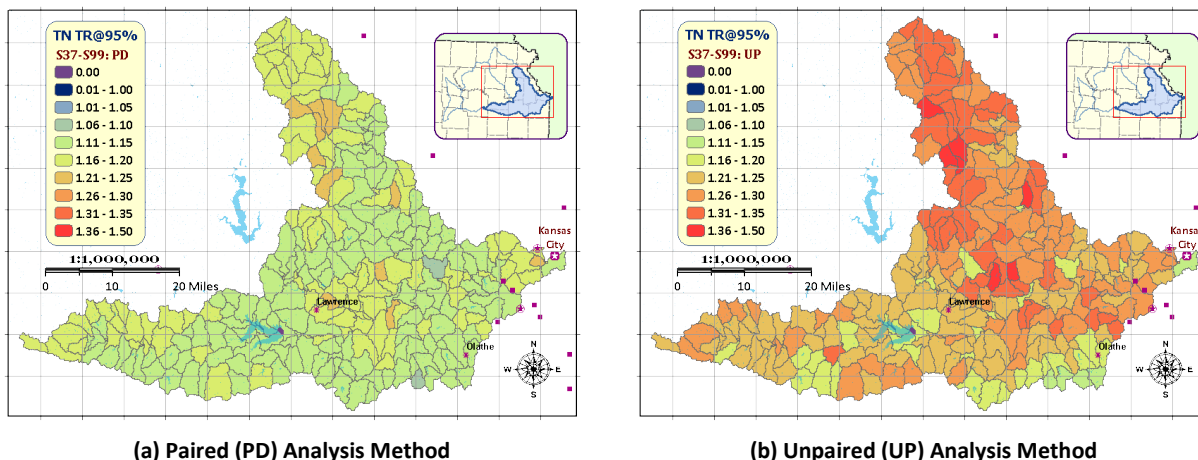 TN TR@95%
S37-S99: PD
0.00
0.01 - 1.00
1.01 - 1.05
1.06 - 1.10
1.11 - 1.15
1.16 - 1.20
1.21 - 1.25
1.26 - 1.30
1.31 - 1.35
1.36 - 1.50
1:1,000,000
0 10 20 Miles
Kansas
City
Lawrence
Olathe
N
W E
S
(a) Paired (PD) Analysis Method
TN TR@95%
S37-S99: UP
0.00
0.01 - 1.00
1.01 - 1.05
1.06 - 1.10
1.11 - 1.15
1.16 - 1.20
1.21 - 1.25
1.26 - 1.30
1.31 - 1.35
1.36 - 1.50
1:1,000,000
0 10 20 Miles
Kansas
City
Lawrence
Olathe
N
W E
S
(b) Unpaired (UP) Analysis Method